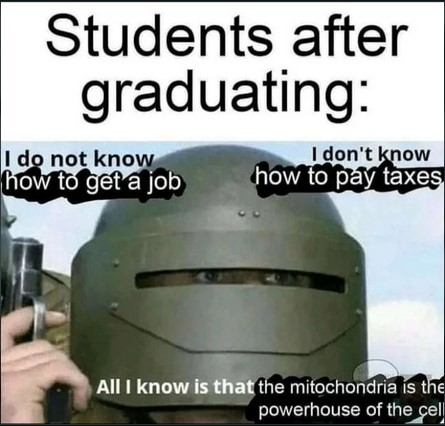 Students after
graduating:
I do not know
how to get a job
I don't know
how to pay taxes
All I know is that the mitochondria is the
powerhouse of the cell